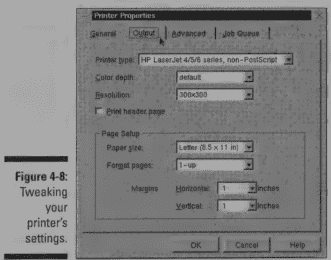 Printer Properties
General Output Advanced Job Queue
Printer type: HP LaserJet 4/5/6 series, non-PostScript
Color depth: default
Resolution: 300x300
Print header page
Page Setup
Paper size: Letter (8.5 x 11 in)
Format pages: 1-up
Margins Horizontal: 1 inches
Vertical: 1 inches
OK Cancel Help
Figure 4-8:
Tweaking
your
printer's
settings.